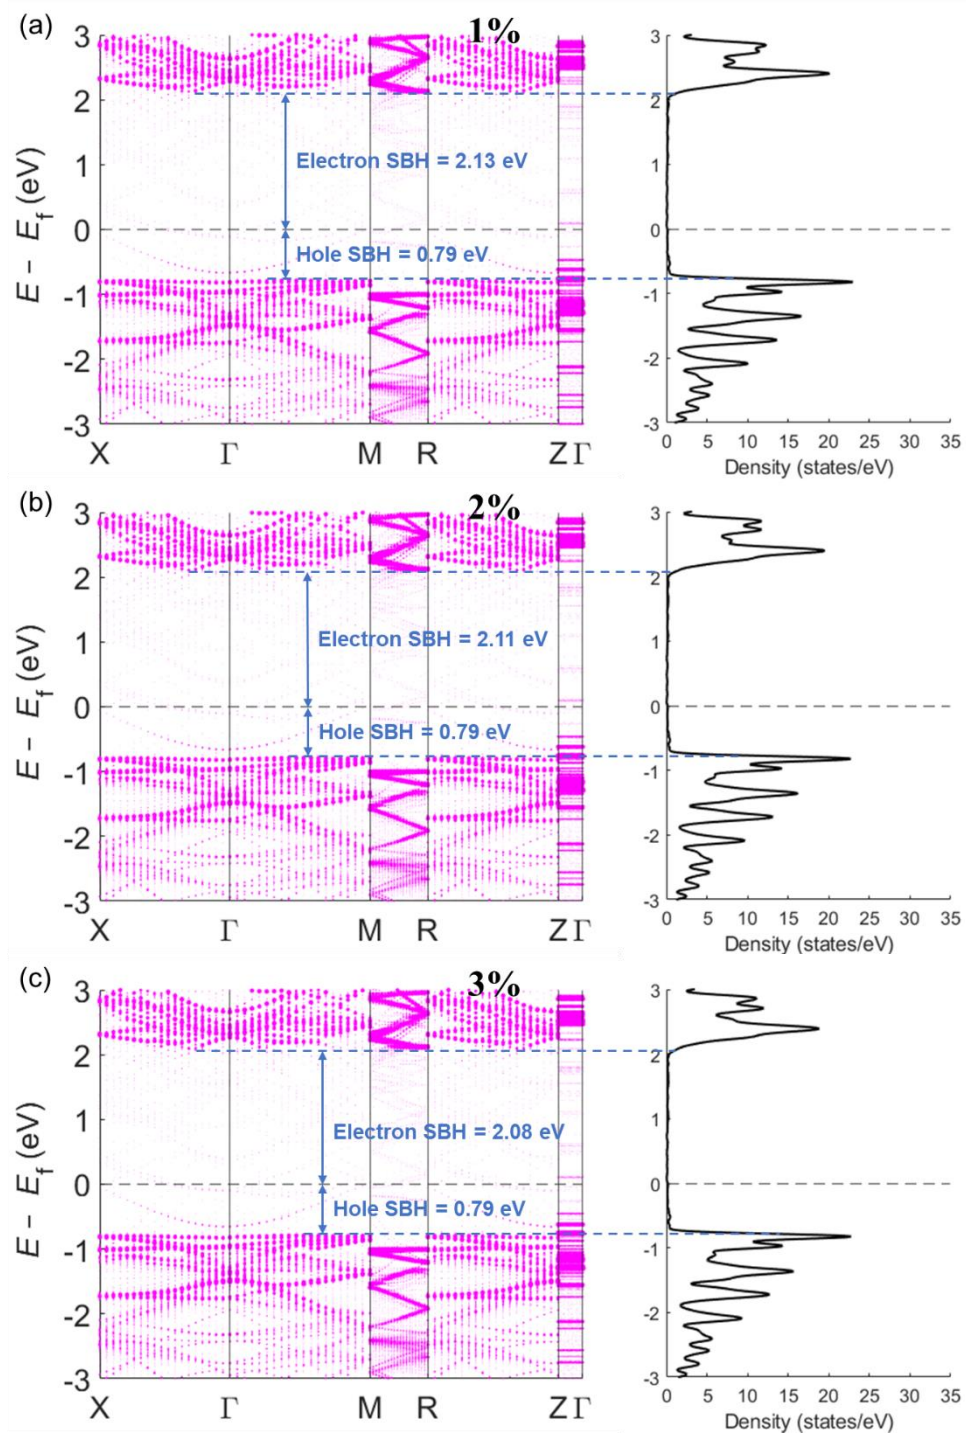 (a)
1%
3
2
1
0
-1
-2
-3
E − E_f (eV)
Electron SBH = 2.13 eV
Hole SBH = 0.79 eV
X Γ M R Z Γ
3
2
1
0
-1
-2
-3
0 5 10 15 20 25 30 35
Density (states/eV)
(b)
2%
3
2
1
0
-1
-2
-3
E − E_f (eV)
Electron SBH = 2.11 eV
Hole SBH = 0.79 eV
X Γ M R Z Γ
3
2
1
0
-1
-2
-3
0 5 10 15 20 25 30 35
Density (states/eV)
(c)
3%
3
2
1
0
-1
-2
-3
E − E_f (eV)
Electron SBH = 2.08 eV
Hole SBH = 0.79 eV
X Γ M R Z Γ
3
2
1
0
-1
-2
-3
0 5 10 15 20 25 30 35
Density (states/eV)